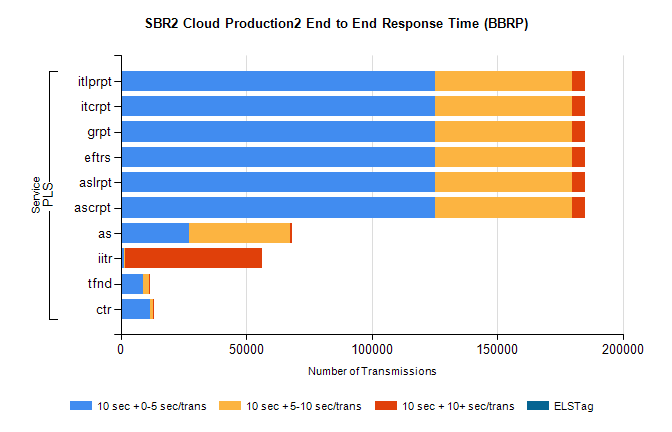 SBR2 Cloud Production2 End to End Response Time (BBRP)
Service
PLS
itlprpt
itcrpt
grpt
eftrs
aslrpt
ascrpt
as
iitr
tfnd
ctr
0 50000 100000 150000 200000
Number of Transmissions
10 sec +0-5 sec/trans 10 sec +5-10 sec/trans 10 sec + 10+ sec/trans ELSTag